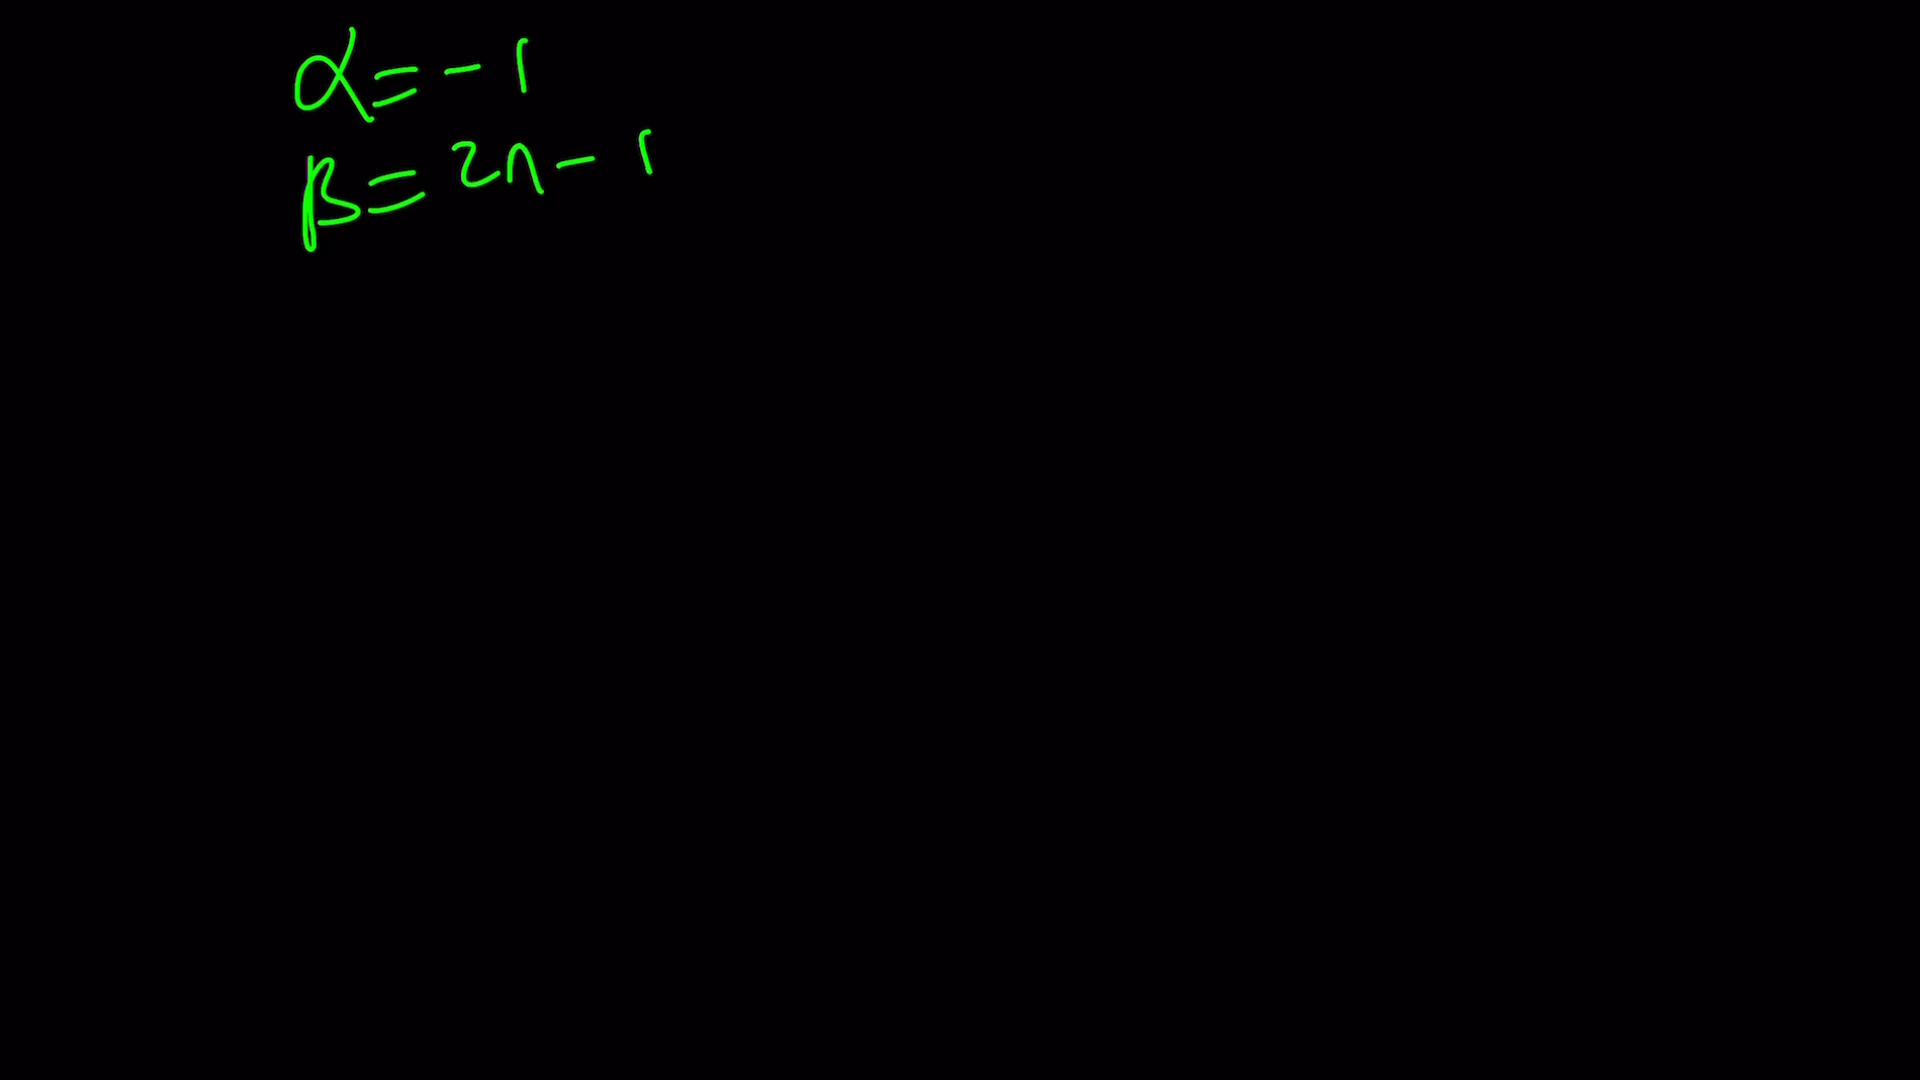 α = - 1
β = 2n - 1